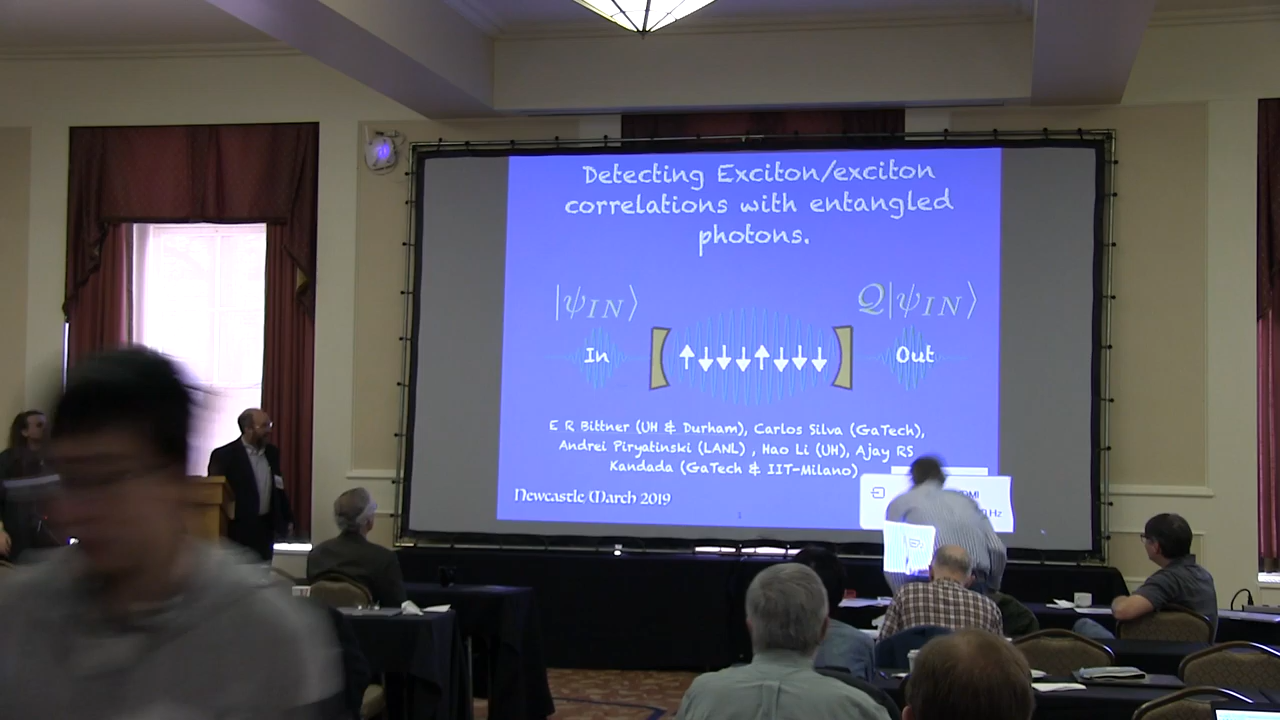 Detecting Exciton/exciton
correlations with entangled
photons.
|ψIN⟩
Q|ψIN⟩
In
Out
E R Bittner (UH & Durham), Carlos Silva (GaTech),
Andrei Piryatinski (LANL) , Hao Li (UH), Ajay RS
Kandada (GaTech & IIT-Milano)
Newcastle/March 2019